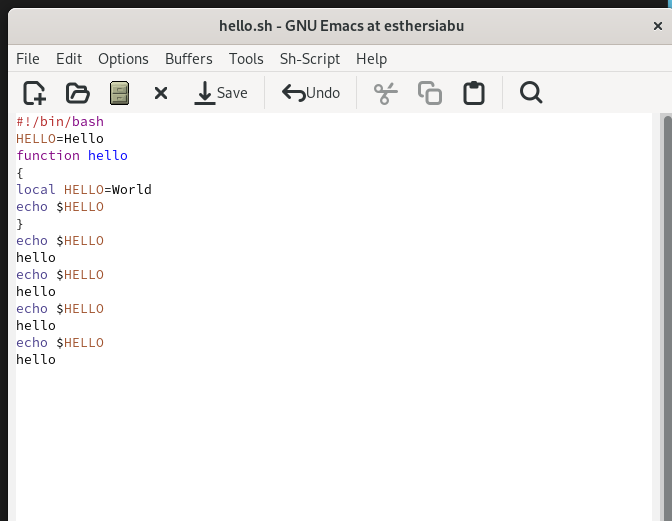 hello.sh - GNU Emacs at esthersiabu
File Edit Options Buffers Tools Sh-Script Help
Save Undo
#!/bin/bash
HELLO=Hello
function hello
{
local HELLO=World
echo $HELLO
}
echo $HELLO
hello
echo $HELLO
hello
echo $HELLO
hello
echo $HELLO
hello